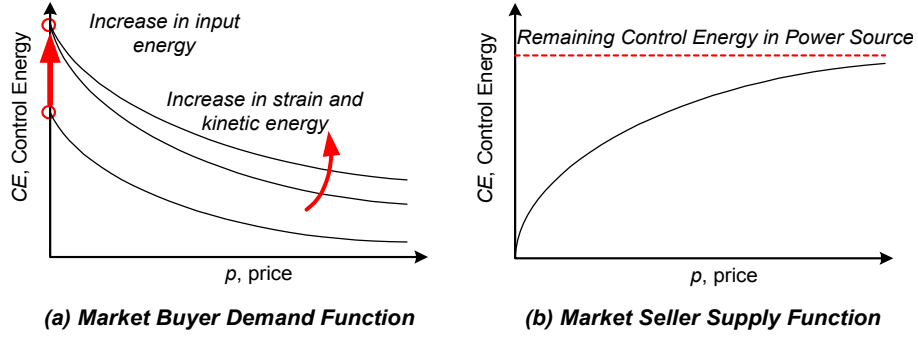 Increase in input
energy
Increase in strain and
kinetic energy
CE, Control Energy
p, price
(a) Market Buyer Demand Function
Remaining Control Energy in Power Source
CE, Control Energy
p, price
(b) Market Seller Supply Function